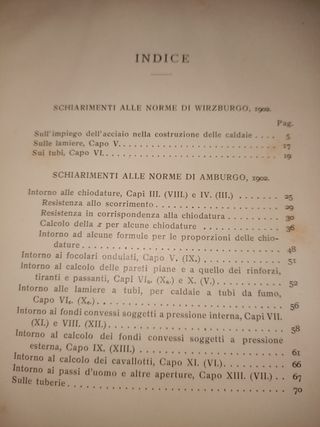 INDICE
SCHIARIMENTI ALLE NORME DI WIRZBURGO, 1902.
Pag.
Sull'impiego dell'acciaio nella costruzione delle caldaie .... 5
Sulle lamiere, Capo V. .................... 17
Sui tubi, Capo VI. .................... 19
SCHIARIMENTI ALLE NORME DI AMBURGO, 1902.
Intorno alle chiodature, Capi III. (VIII.) e IV. (III.) ....... 25
Resistenza allo scorrimento .................... 29
Resistenza in corrispondenza alla chiodatura ......... 30
Calcolo della z per alcune chiodature ............. 36
Intorno ad alcune formule per le proporzioni delle chio-
dature .................... 48
Intorno ai focolari ondulati, Capo V. (IX.) .......... 51
Intorno al calcolo delle pareti piane e a quello dei rinforzi,
tiranti e passanti, Capi VIa. (Xa.) e X. (V.) ........ 52
Intorno alle lamiere a tubi, per caldaie a tubi da fumo,
Capo VIe. (Xe.) .................... 56
Intorno ai fondi convessi soggetti a pressione interna, Capi VII.
(XI.) e VIII. (XII.) .................... 58
Intorno al calcolo dei fondi convessi soggetti a pressione
esterna, Capo IX. (XIII.) .................... 61
Intorno al calcolo dei cavallotti, Capo XI. (VI.) ........ 66
Intorno ai passi d'uomo e altre aperture, Capo XIII. (VII.) .. 67
Sulle tuberie .................... 70